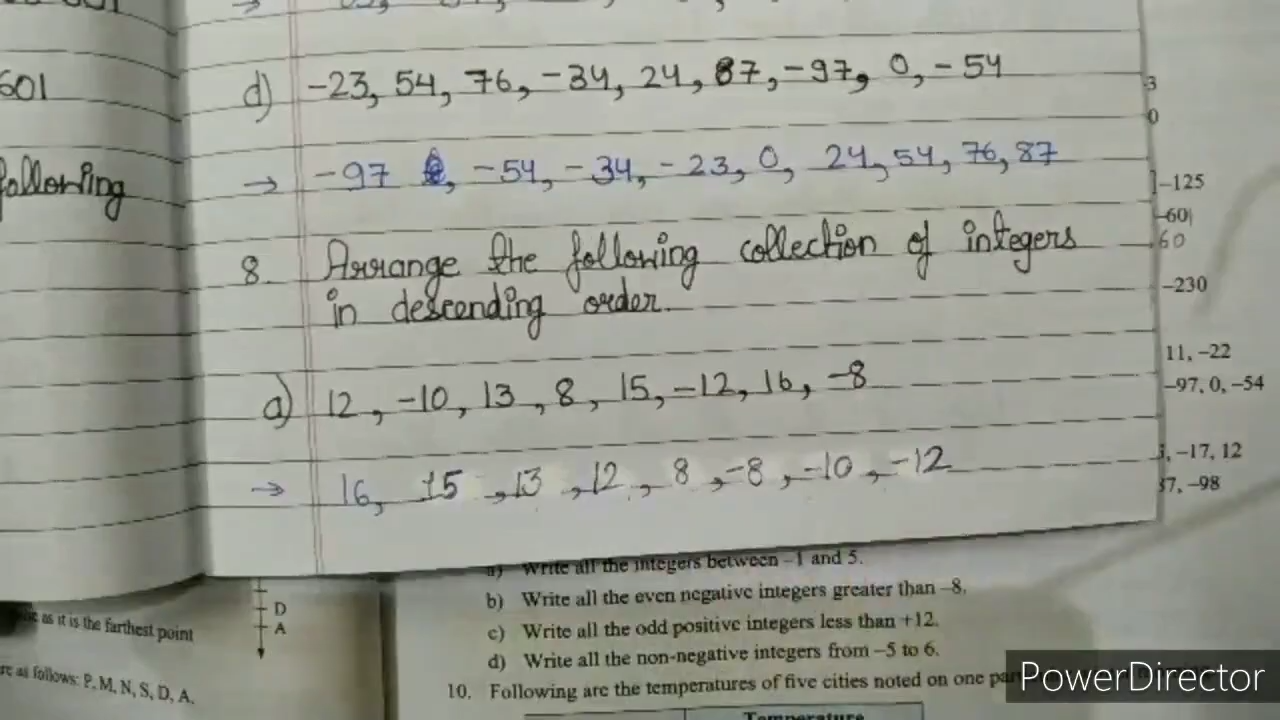 601
d) -23, 54, 76, -34, 24, 87, -97, 0, -54
3
0
following
→ -97 , -54, -34, -23, 0, 24, 54, 76, 87
-125
-60
60
8. Arrange the following collection of integers
in descending order.
-230
11, -22
-97, 0, -54
a) 12, -10, 13, 8, 15, -12, 16, -8
, -17, 12
→ 16, 15, 13, 12, 8, -8, -10, -12
37, -98
a) Write all the integers between –1 and 5.
b) Write all the even negative integers greater than –8.
c) Write all the odd positive integers less than +12.
d) Write all the non-negative integers from –5 to 6.
10. Following are the temperatures of five cities noted on one
Temperature
D
A
as it is the farthest point
as follows: P, M, N, S, D, A.
PowerDirector